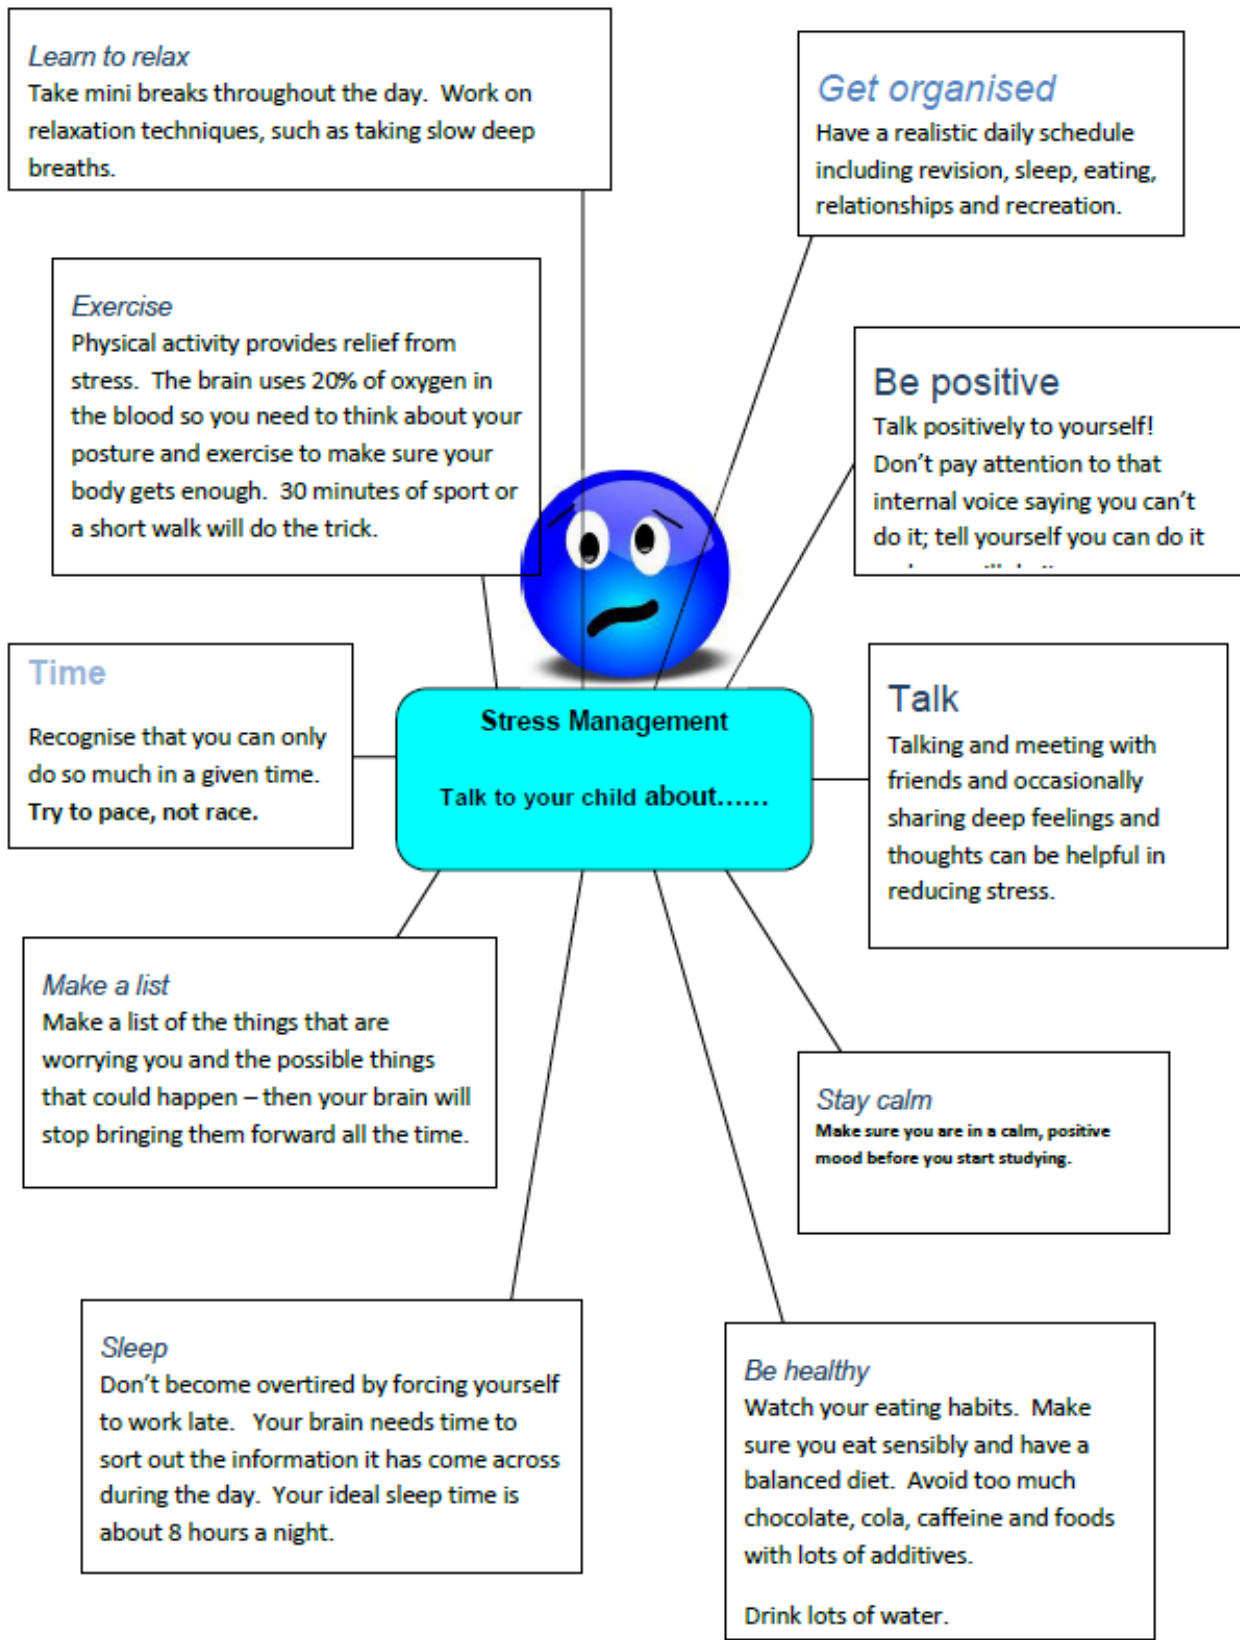 Learn to relax
Take mini breaks throughout the day.  Work on
relaxation techniques, such as taking slow deep
breaths.
Get organised
Have a realistic daily schedule
including revision, sleep, eating,
relationships and recreation.
Exercise
Physical activity provides relief from
stress.  The brain uses 20% of oxygen in
the blood so you need to think about your
posture and exercise to make sure your
body gets enough.  30 minutes of sport or
a short walk will do the trick.
Be positive
Talk positively to yourself!
Don’t pay attention to that
internal voice saying you can’t
do it; tell yourself you can do it
Time
Recognise that you can only
do so much in a given time.
Try to pace, not race.
Stress Management
Talk to your child about……
Talk
Talking and meeting with
friends and occasionally
sharing deep feelings and
thoughts can be helpful in
reducing stress.
Make a list
Make a list of the things that are
worrying you and the possible things
that could happen – then your brain will
stop bringing them forward all the time.
Stay calm
Make sure you are in a calm, positive
mood before you start studying.
Sleep
Don’t become overtired by forcing yourself
to work late.   Your brain needs time to
sort out the information it has come across
during the day.  Your ideal sleep time is
about 8 hours a night.
Be healthy
Watch your eating habits.  Make
sure you eat sensibly and have a
balanced diet.  Avoid too much
chocolate, cola, caffeine and foods
with lots of additives.
Drink lots of water.